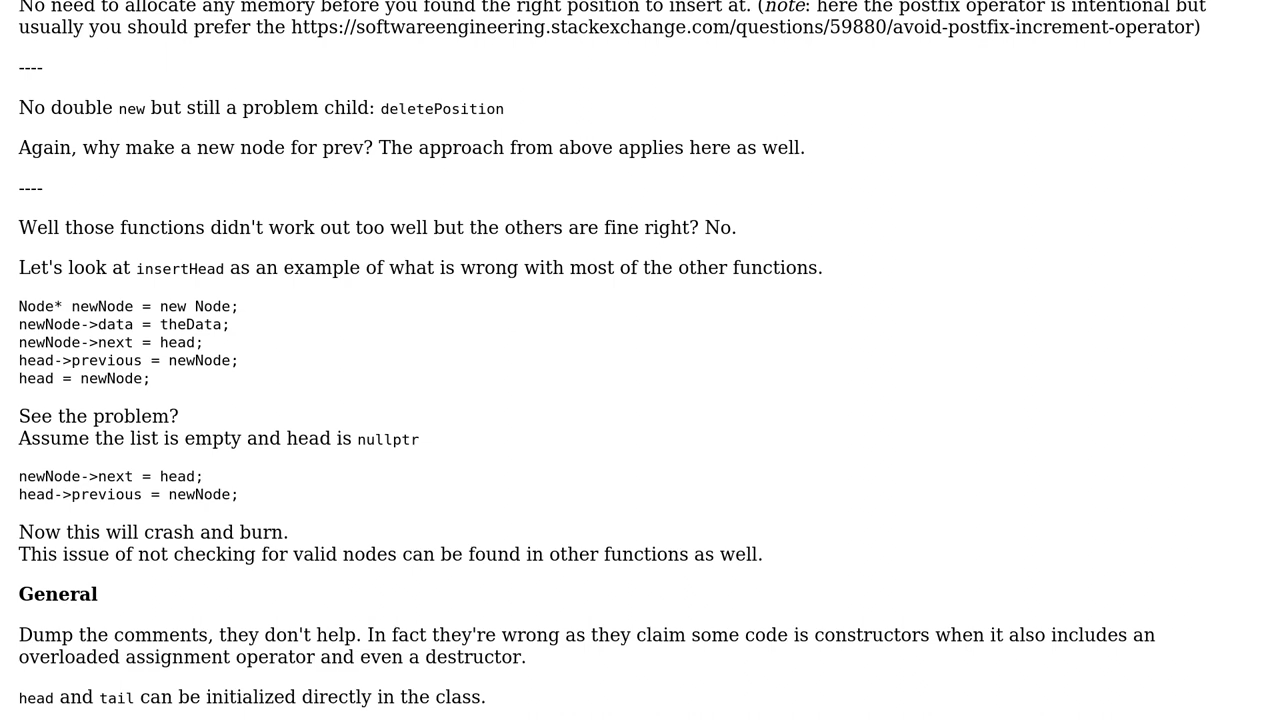 No need to allocate any memory before you found the right position to insert at. (note: here the postfix operator is intentional but
usually you should prefer the https://softwareengineering.stackexchange.com/questions/59880/avoid-postfix-increment-operator)
----
No double new but still a problem child: deletePosition
Again, why make a new node for prev? The approach from above applies here as well.
----
Well those functions didn't work out too well but the others are fine right? No.
Let's look at insertHead as an example of what is wrong with most of the other functions.
Node* newNode = new Node;
newNode->data = theData;
newNode->next = head;
head->previous = newNode;
head = newNode;
See the problem?
Assume the list is empty and head is nullptr
newNode->next = head;
head->previous = newNode;
Now this will crash and burn.
This issue of not checking for valid nodes can be found in other functions as well.
General
Dump the comments, they don't help. In fact they're wrong as they claim some code is constructors when it also includes an
overloaded assignment operator and even a destructor.
head and tail can be initialized directly in the class.